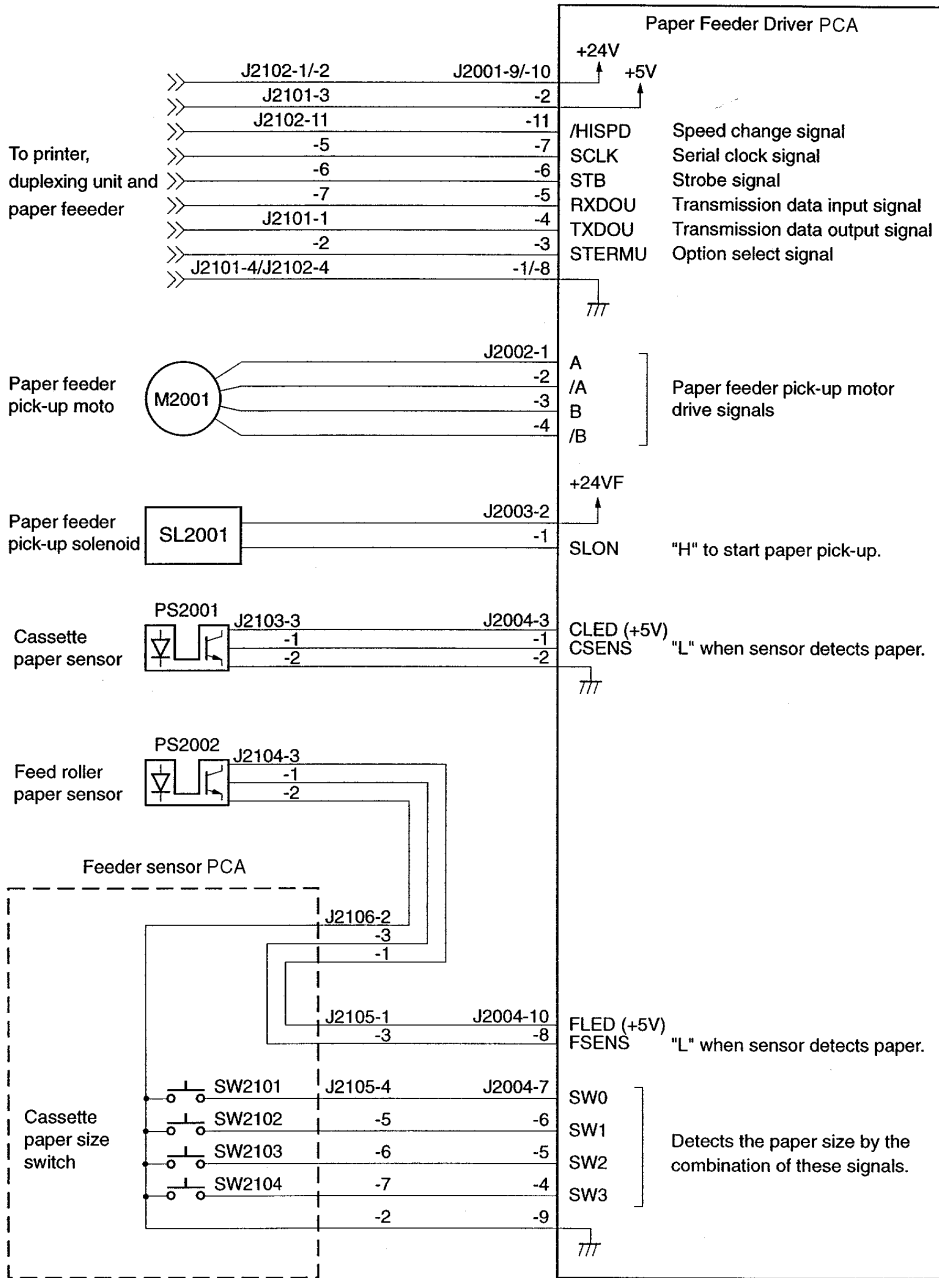 Paper Feeder Driver PCA
+24V
J2102-1/-2 J2001-9/-10
+5V
J2101-3 -2
J2102-11 -11 /HISPD Speed change signal
-5 -7 SCLK Serial clock signal
To printer,
duplexing unit and
paper feeeder
-6 -6 STB Strobe signal
-7 -5 RXDOU Transmission data input signal
J2101-1 -4 TXDOU Transmission data output signal
-2 -3 STERMU Option select signal
J2101-4/J2102-4 -1/-8
Paper feeder
pick-up moto
M2001
J2002-1 A
-2 /A
-3 B
-4 /B
Paper feeder pick-up motor
drive signals
+24VF
Paper feeder
pick-up solenoid
SL2001
J2003-2
-1 SLON "H" to start paper pick-up.
PS2001
Cassette
paper sensor
J2103-3 J2004-3 CLED (+5V)
-1 -1 CSENS "L" when sensor detects paper.
-2 -2
PS2002
Feed roller
paper sensor
J2104-3
-1
-2
Feeder sensor PCA
J2106-2
-3
-1
J2105-1 J2004-10 FLED (+5V)
-3 -8 FSENS "L" when sensor detects paper.
Cassette
paper size
switch
SW2101 J2105-4 J2004-7 SW0
SW2102 -5 -6 SW1
SW2103 -6 -5 SW2
SW2104 -7 -4 SW3
Detects the paper size by the
combination of these signals.
-2 -9